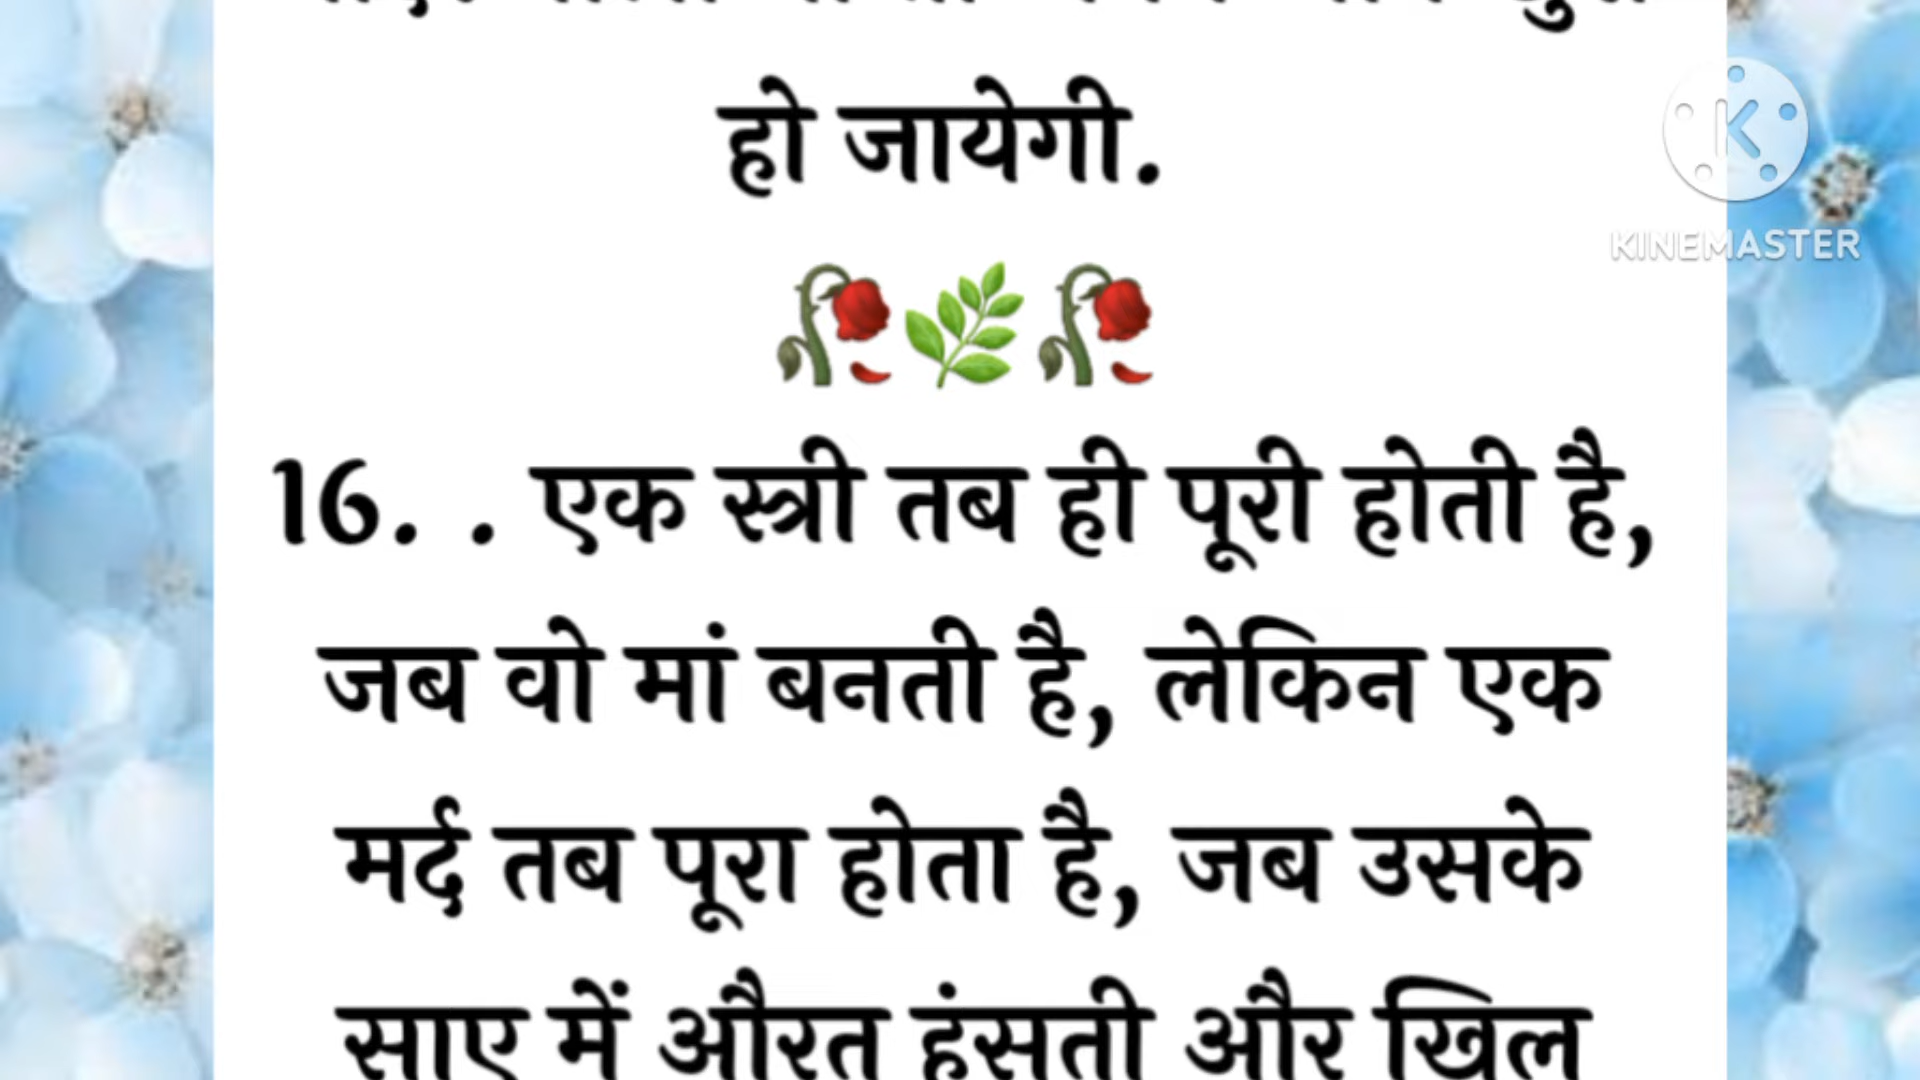 हो जायेगी.
KINEMASTER
16. . एक स्त्री तब ही पूरी होती है,
जब वो मां बनती है, लेकिन एक
मर्द तब पूरा होता है, जब उसके
साए में औरत हंसती और खिल